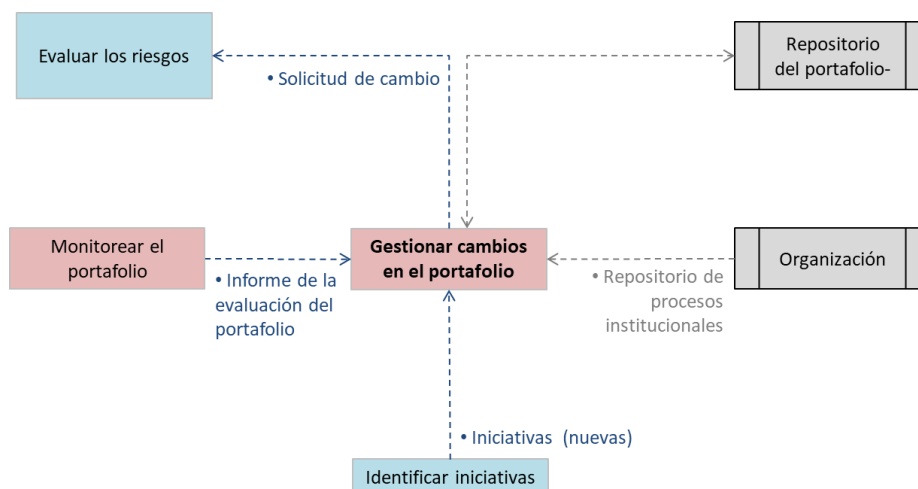 Evaluar los riesgos
• Solicitud de cambio
Repositorio
del portafolio-
Monitorear el
portafolio
• Informe de la
evaluación del
portafolio
Gestionar cambios
en el portafolio
• Repositorio de
procesos
institucionales
Organización
• Iniciativas (nuevas)
Identificar iniciativas